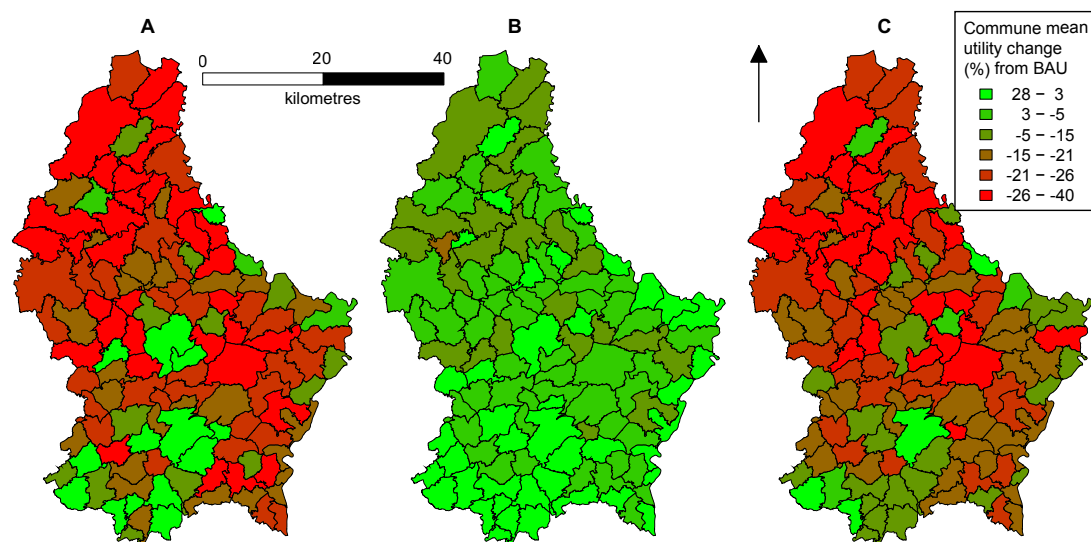 A
B
C
0
20
40
kilometres
Commune mean
utility change
(%) from BAU
28 − 3
3 − -5
-5 − -15
-15 − -21
-21 − -26
-26 − -40